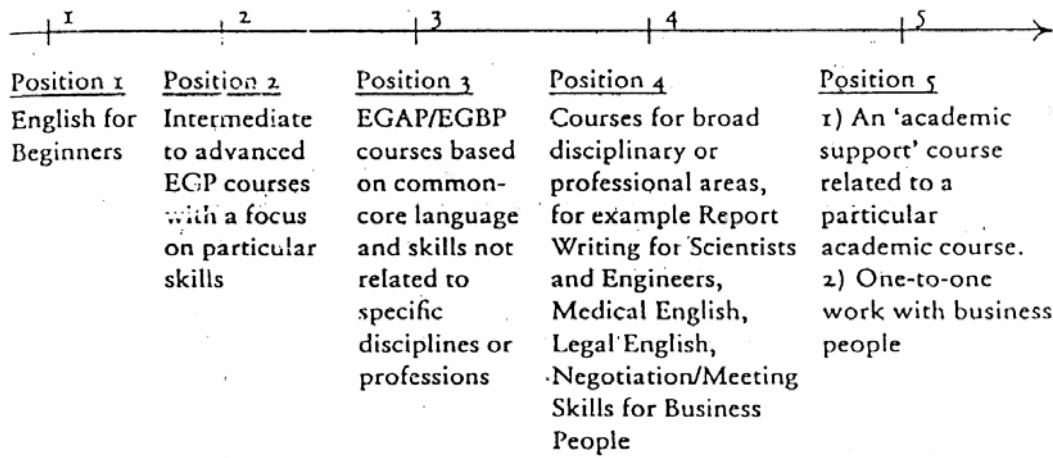 1 2 3 4 5
Position 1
English for
Beginners
Position 2
Intermediate
to advanced
EGP courses
with a focus
on particular
skills
Position 3
EGAP/EGBP
courses based
on common-
core language
and skills not
related to
specific
disciplines or
professions
Position 4
Courses for broad
disciplinary or
professional areas,
for example Report
Writing for Scientists
and Engineers,
Medical English,
Legal English,
Negotiation/Meeting
Skills for Business
People
Position 5
1) An ‘academic
support’ course
related to a
particular
academic course.
2) One-to-one
work with business
people